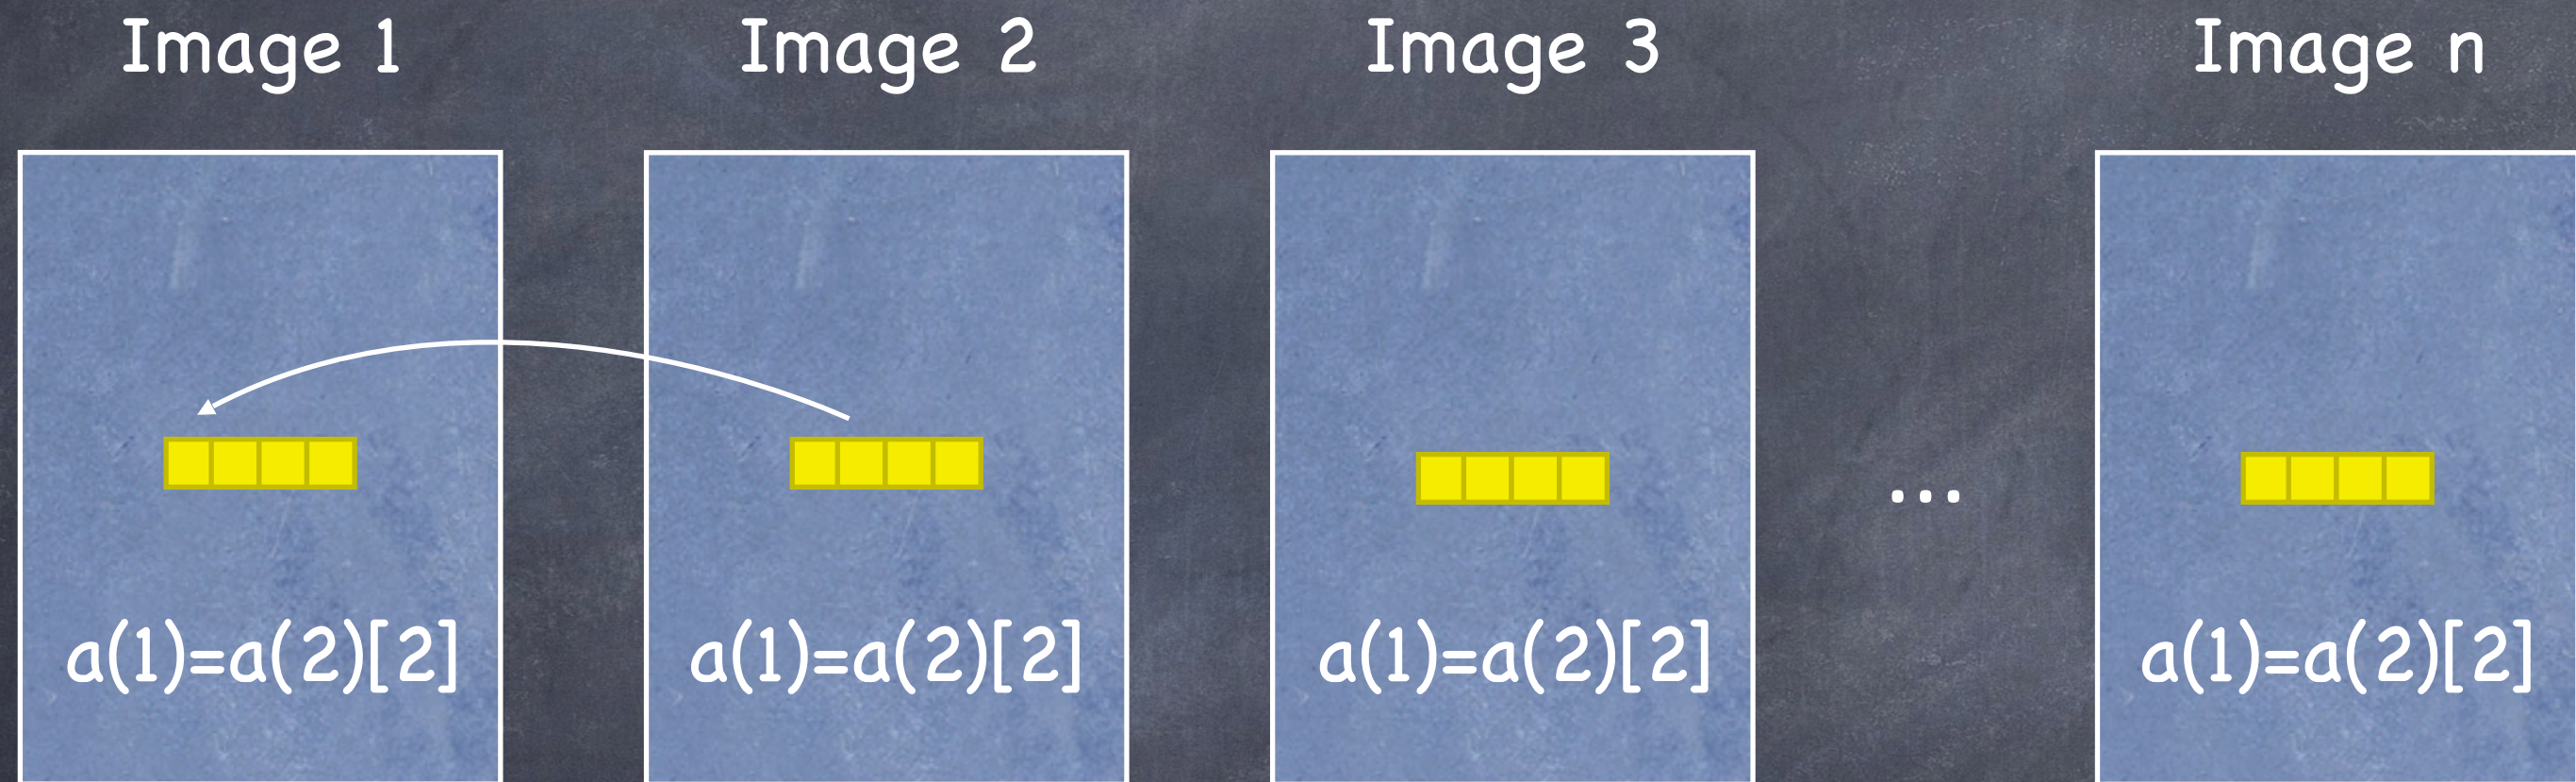 Image 1 Image 2 Image 3 Image n
...
a(1)=a(2)[2] a(1)=a(2)[2] a(1)=a(2)[2] a(1)=a(2)[2]